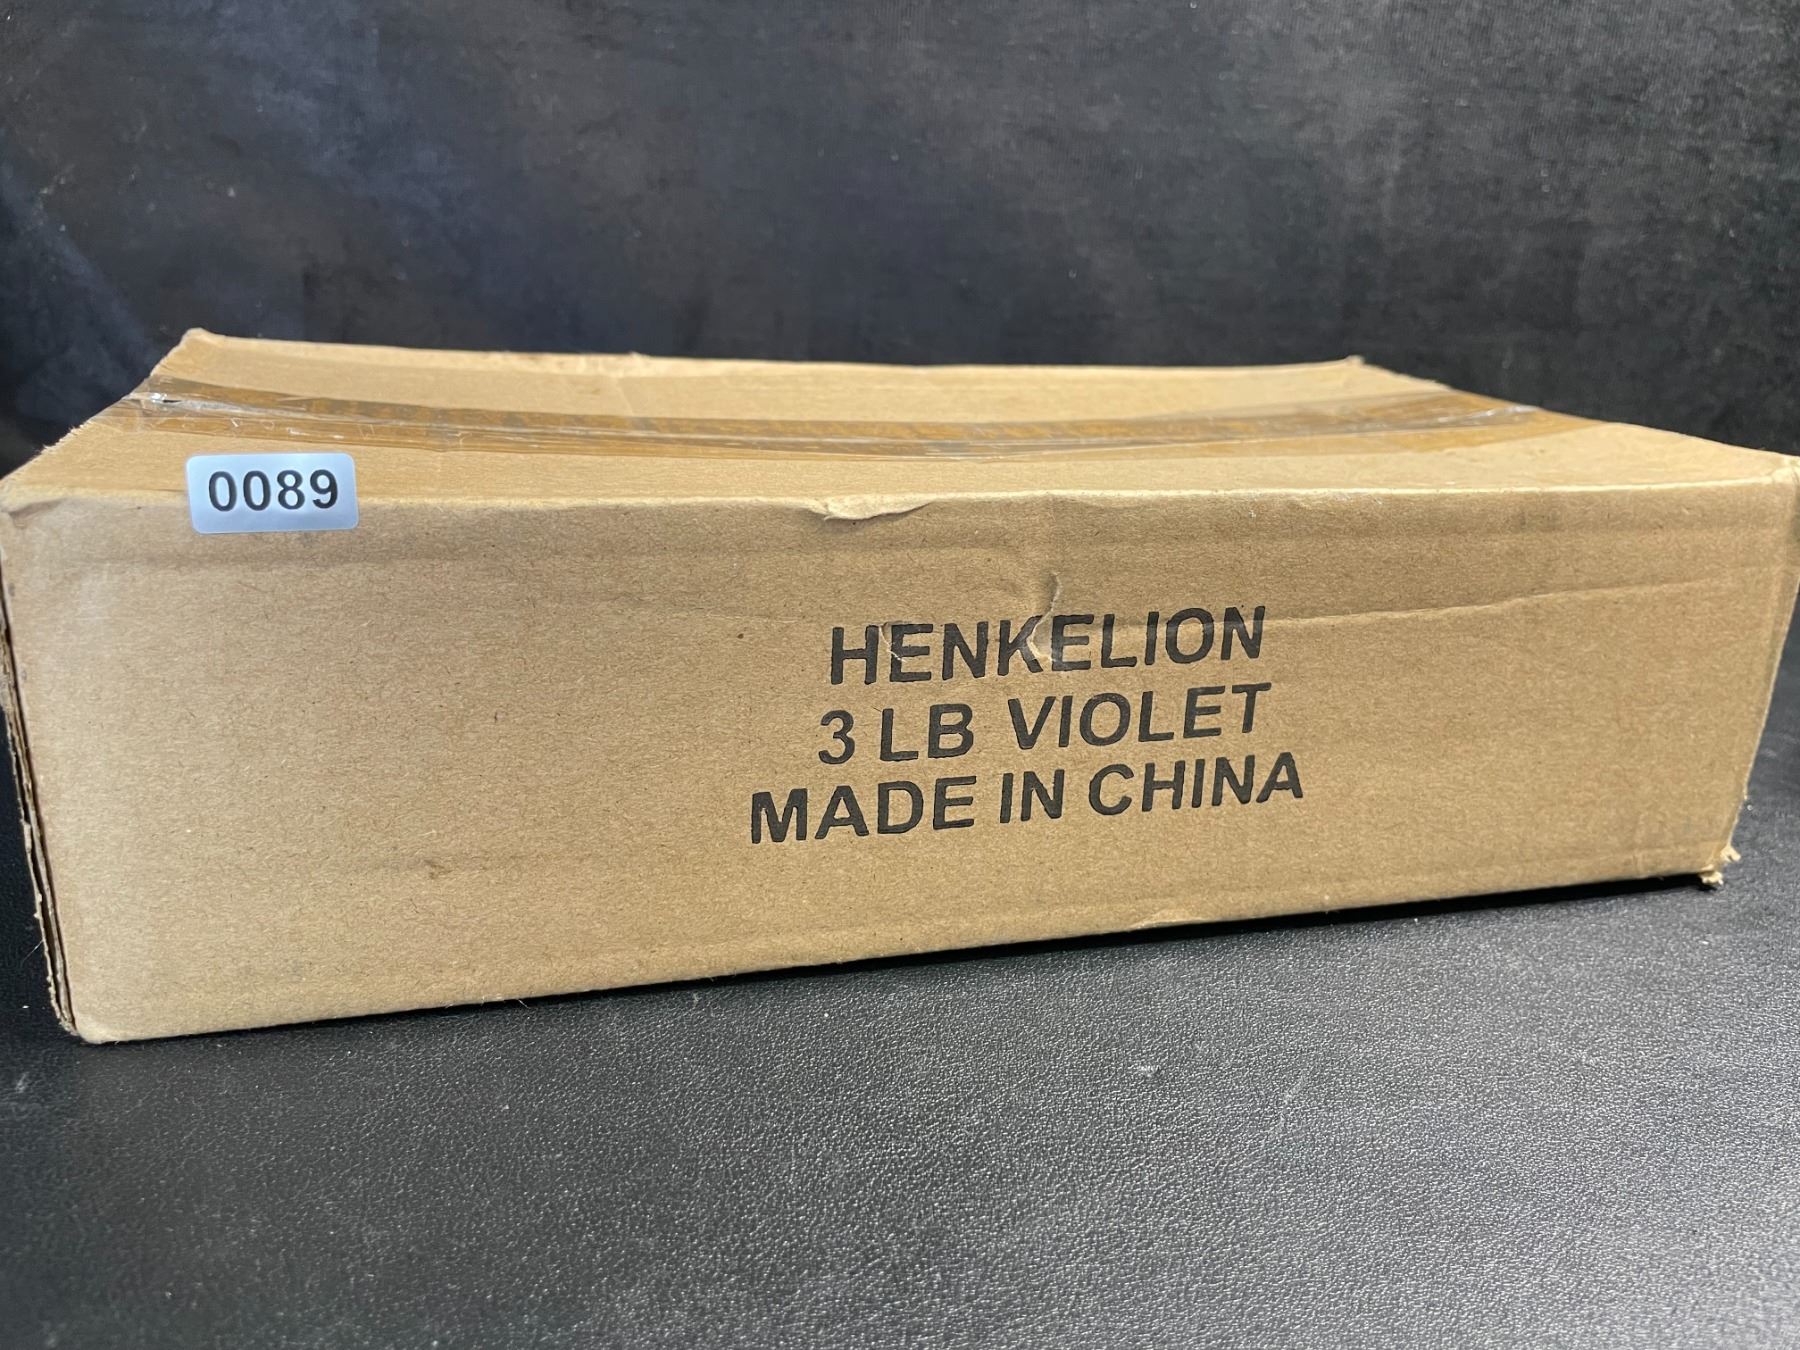 0089
HENKELION
3 LB VIOLET
MADE IN CHINA